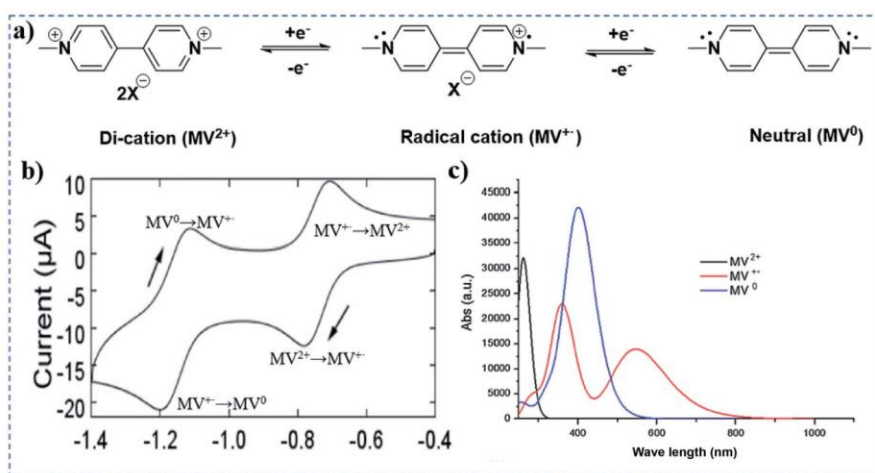 a)
N⊕ N⊕ +e⁻ N N⊕ +e⁻ N N
-e⁻ -e⁻
2X⊖ X⊖
Di-cation (MV²⁺) Radical cation (MV⁺·) Neutral (MV⁰)
b)
10
5
0
-5
-10
-15
-20
Current (μA)
MV⁰→MV⁺·
MV⁺·→MV²⁺
MV²⁺→MV⁺·
MV⁺·→MV⁰
-1.4 -1.2 -1.0 -0.8 -0.6 -0.4
c)
45000
40000
35000
30000
25000
20000
15000
10000
5000
0
Abs (a.u.)
MV²⁺
MV⁺·
MV⁰
400 600 800 1000
Wave length (nm)